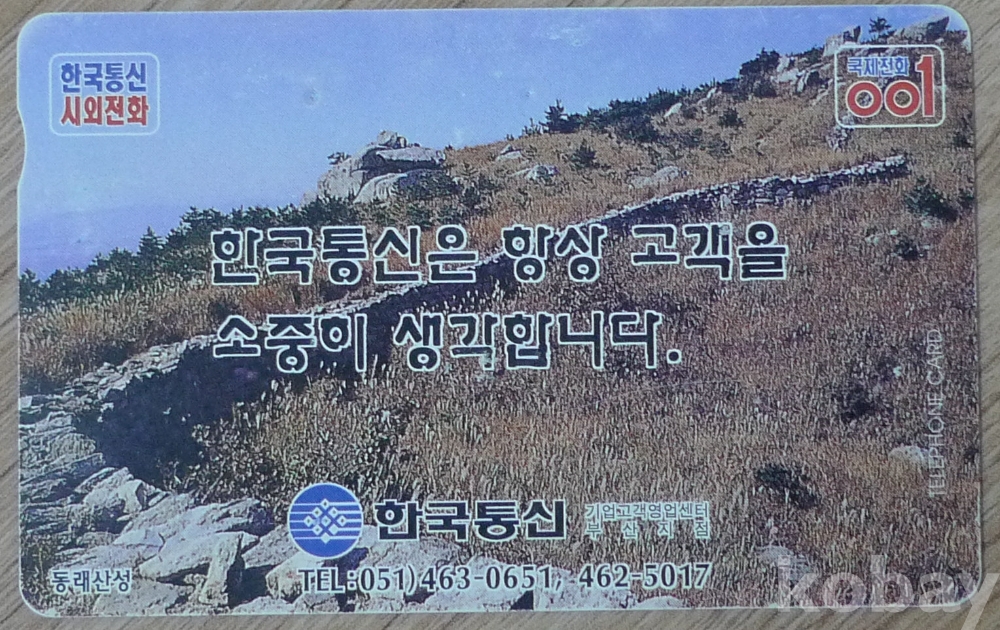 한국통신
시외전화
국제전화
001
한국통신은 항상 고객을
소중히 생각합니다.
TELEPHONE CARD
한국통신
기업고객영업센터
부산지점
동래산성
TEL:051)463-0651, 462-5017
kobay